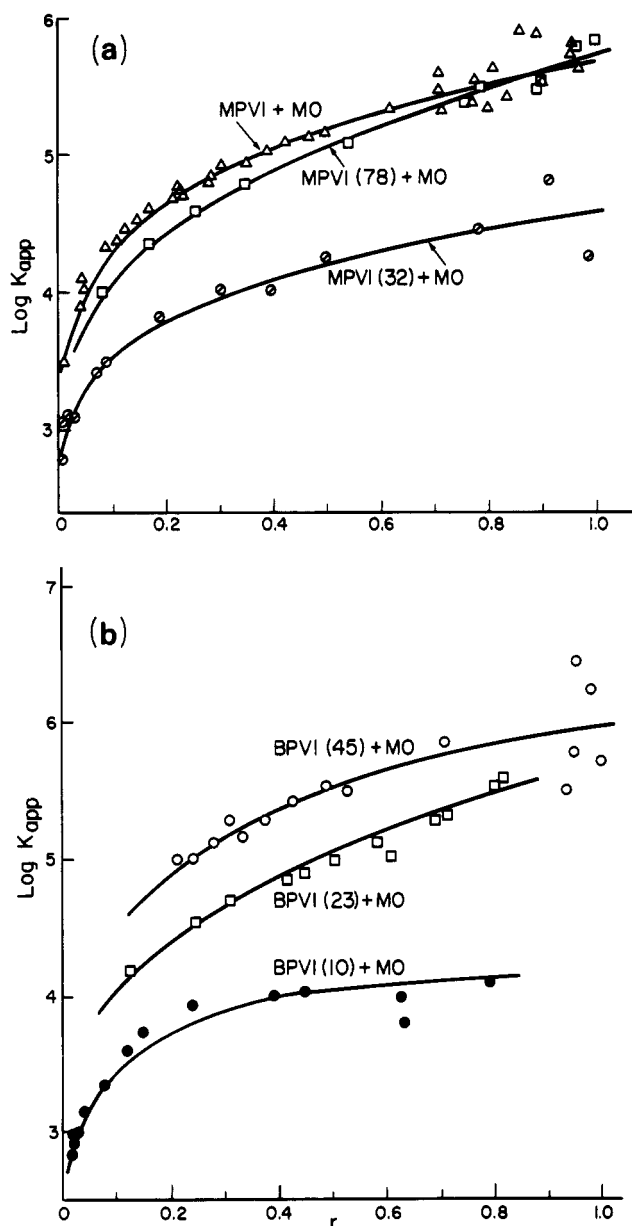 (a)
6
5
4
3
Log Kapp
MPVI + MO
MPVI (78) + MO
MPVI (32) + MO
0 0.2 0.4 0.6 0.8 1.0
(b)
7
6
5
4
3
Log Kapp
BPVI (45) + MO
BPVI (23) + MO
BPVI (10) + MO
0 0.2 0.4 0.6 0.8 1.0
r